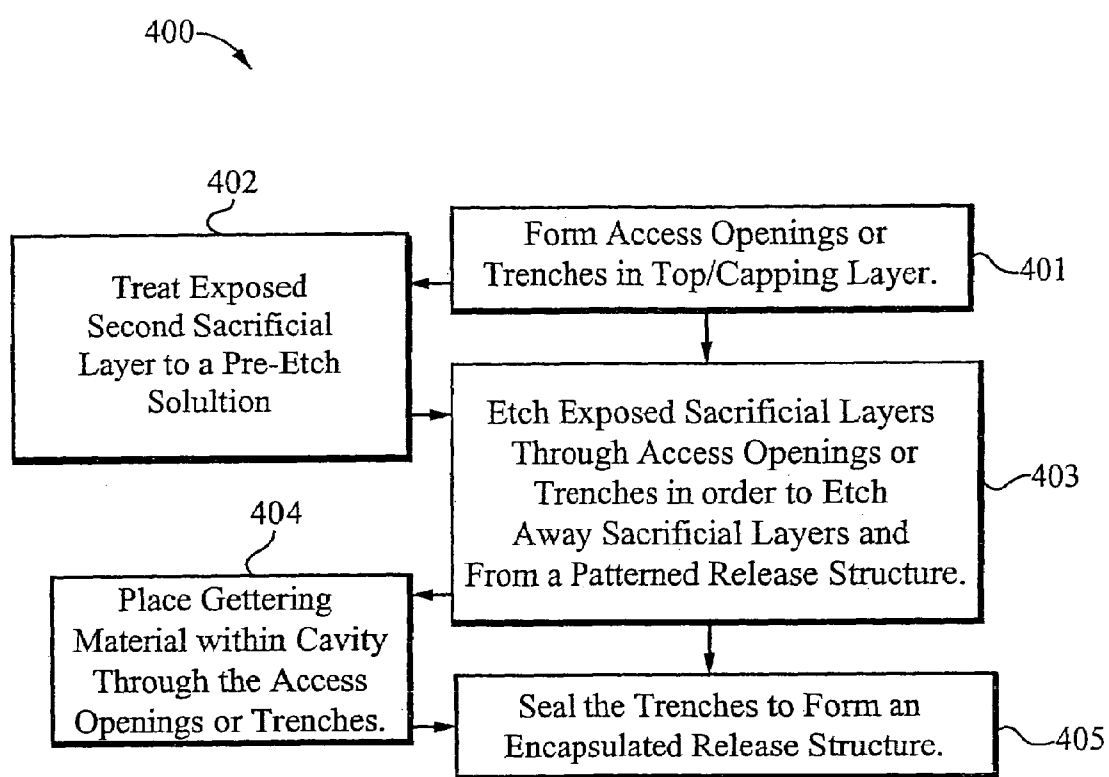 400
402
Treat Exposed
Second Sacrificial
Layer to a Pre-Etch
Solultion
Form Access Openings or
Trenches in Top/Capping Layer.
401
Etch Exposed Sacrificial Layers
Through Access Openings or
Trenches in order to Etch
Away Sacrificial Layers and
From a Patterned Release Structure.
403
404
Place Gettering
Material within Cavity
Through the Access
Openings or Trenches.
Seal the Trenches to Form an
Encapsulated Release Structure.
405